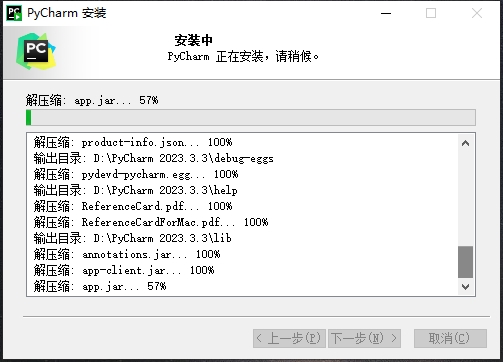 PyCharm 安装
PC
安装中
PyCharm 正在安装，请稍候。
解压缩: app.jar... 57%
解压缩: product-info.json... 100%
输出目录: D:\PyCharm 2023.3.3\debug-eggs
解压缩: pydevd-pycharm.egg... 100%
输出目录: D:\PyCharm 2023.3.3\help
解压缩: ReferenceCard.pdf... 100%
解压缩: ReferenceCardForMac.pdf... 100%
输出目录: D:\PyCharm 2023.3.3\lib
解压缩: annotations.jar... 100%
解压缩: app-client.jar... 100%
解压缩: app.jar... 57%
< 上一步(P) 下一步(N) > 取消(C)